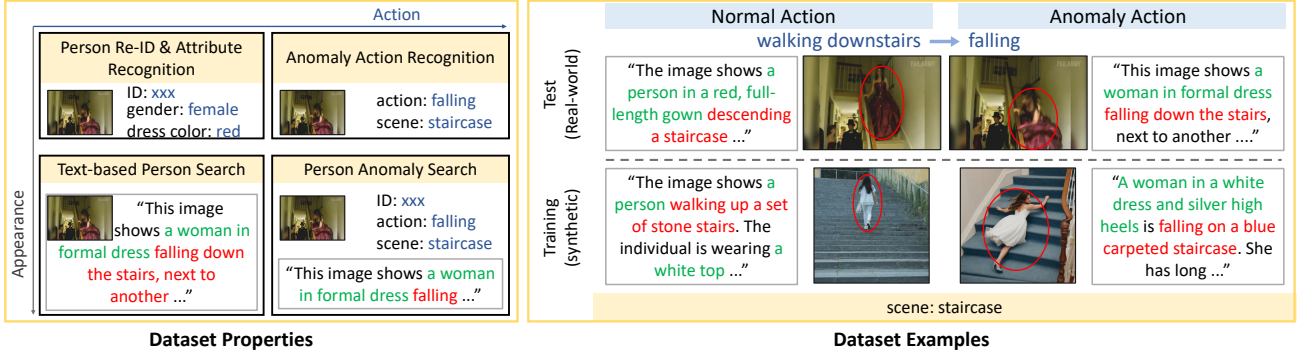 Action
Appearance
Person Re-ID & Attribute
Recognition
ID: xxx
gender: female
dress color: red
Anomaly Action Recognition
action: falling
scene: staircase
Text-based Person Search
"This image
shows a woman in
formal dress falling down
the stairs, next to
another ..."
Person Anomaly Search
ID: xxx
action: falling
scene: staircase
"This image shows a woman
in formal dress falling ..."
Dataset Properties
Normal Action
Anomaly Action
walking downstairs
falling
Test
(Real-world)
"The image shows a
person in a red, full-
length gown descending
a staircase ..."
FAILARMY
FAILARMY
"This image shows a
woman in formal dress
falling down the stairs,
next to another ...."
Training
(synthetic)
"The image shows a
person walking up a set
of stone stairs. The
individual is wearing a
white top ..."
"A woman in a white
dress and silver high
heels is falling on a blue
carpeted staircase. She
has long ..."
scene: staircase
Dataset Examples